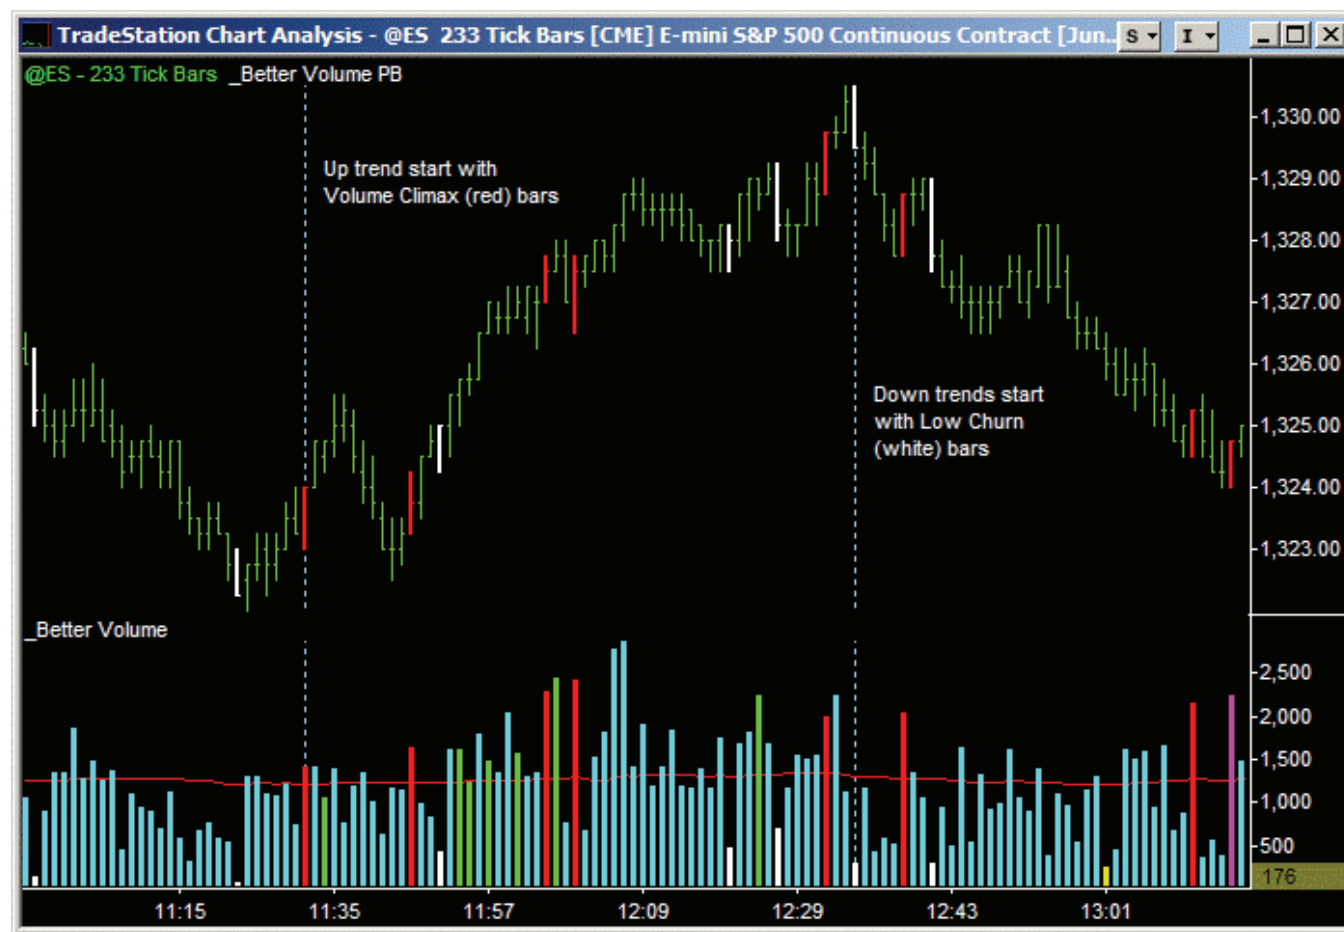 TradeStation Chart Analysis - @ES 233 Tick Bars [CME] E-mini S&P 500 Continuous Contract [Jun... S I
@ES - 233 Tick Bars _Better Volume PB
1,330.00
Up trend start with
Volume Climax (red) bars
1,329.00
1,328.00
1,327.00
1,326.00
Down trends start
with Low Churn
(white) bars
1,325.00
1,324.00
1,323.00
_Better Volume
2,500
2,000
1,500
1,000
500
176
11:15 11:35 11:57 12:09 12:29 12:43 13:01